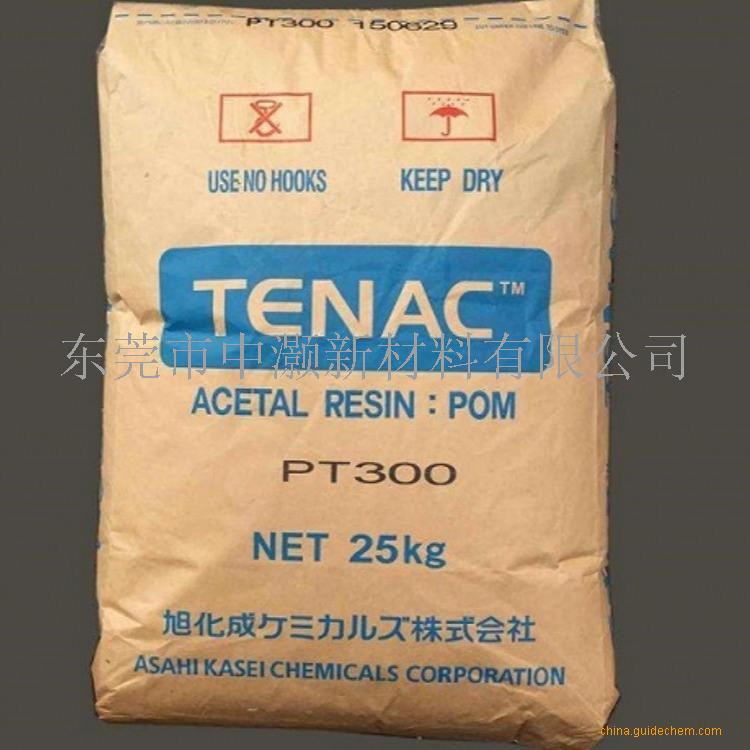 PT300 150629
USE NO HOOKS
KEEP DRY
TENAC™
东莞市中灏新材料有限公司
ACETAL RESIN : POM
PT300
NET 25kg
旭化成ケミカルズ株式会社
ASAHI KASEI CHEMICALS CORPORATION
china.guidechem.com